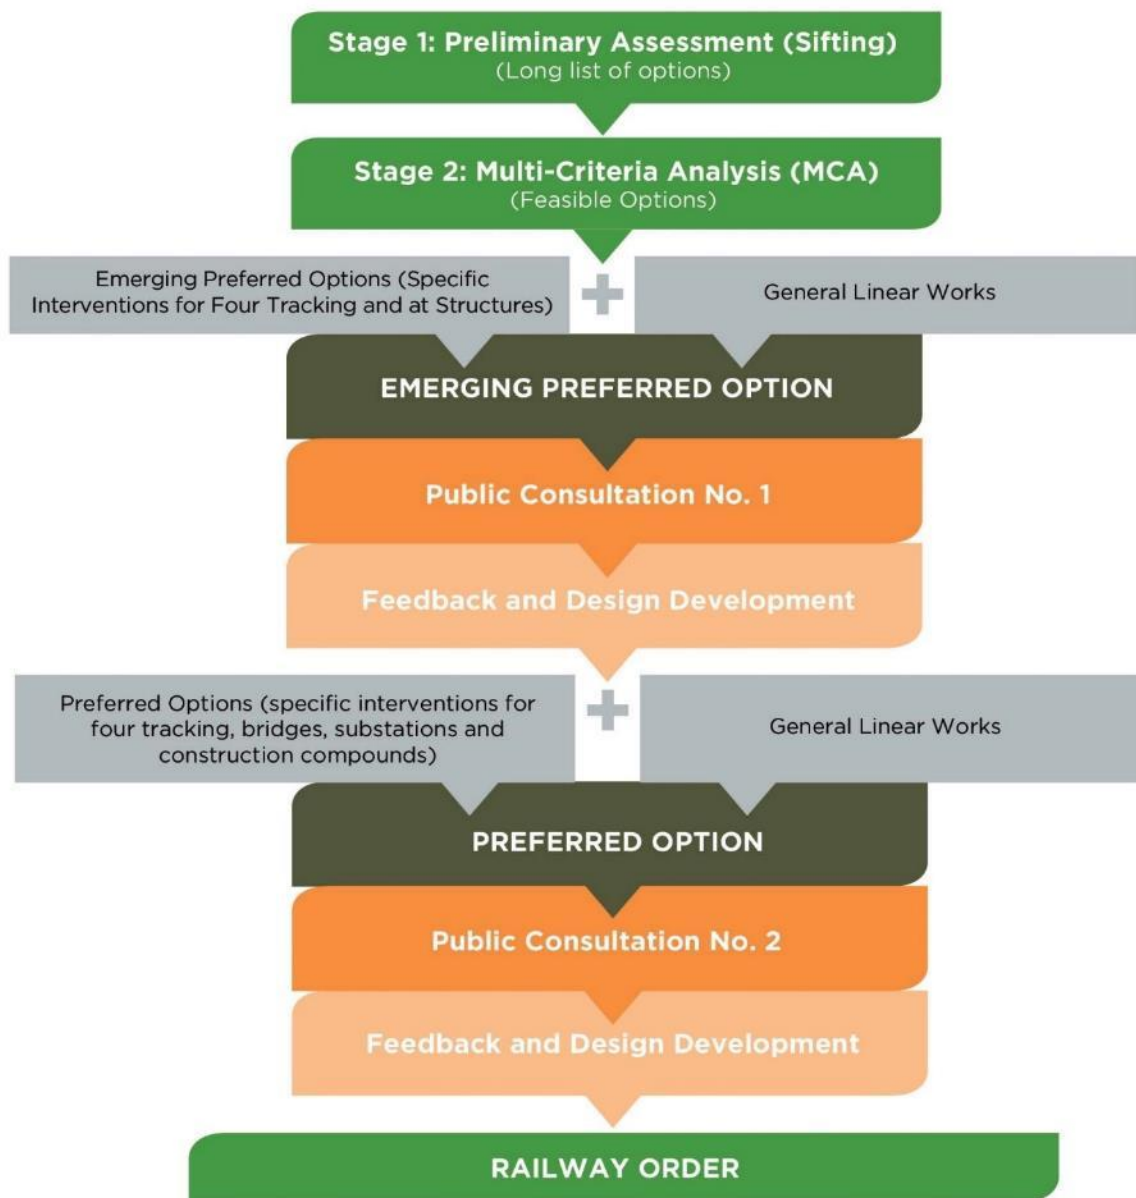 Stage 1: Preliminary Assessment (Sifting)
(Long list of options)
Stage 2: Multi-Criteria Analysis (MCA)
(Feasible Options)
Emerging Preferred Options (Specific
Interventions for Four Tracking and at Structures)
+
General Linear Works
EMERGING PREFERRED OPTION
Public Consultation No. 1
Feedback and Design Development
Preferred Options (specific interventions for
four tracking, bridges, substations and
construction compounds)
+
General Linear Works
PREFERRED OPTION
Public Consultation No. 2
Feedback and Design Development
RAILWAY ORDER